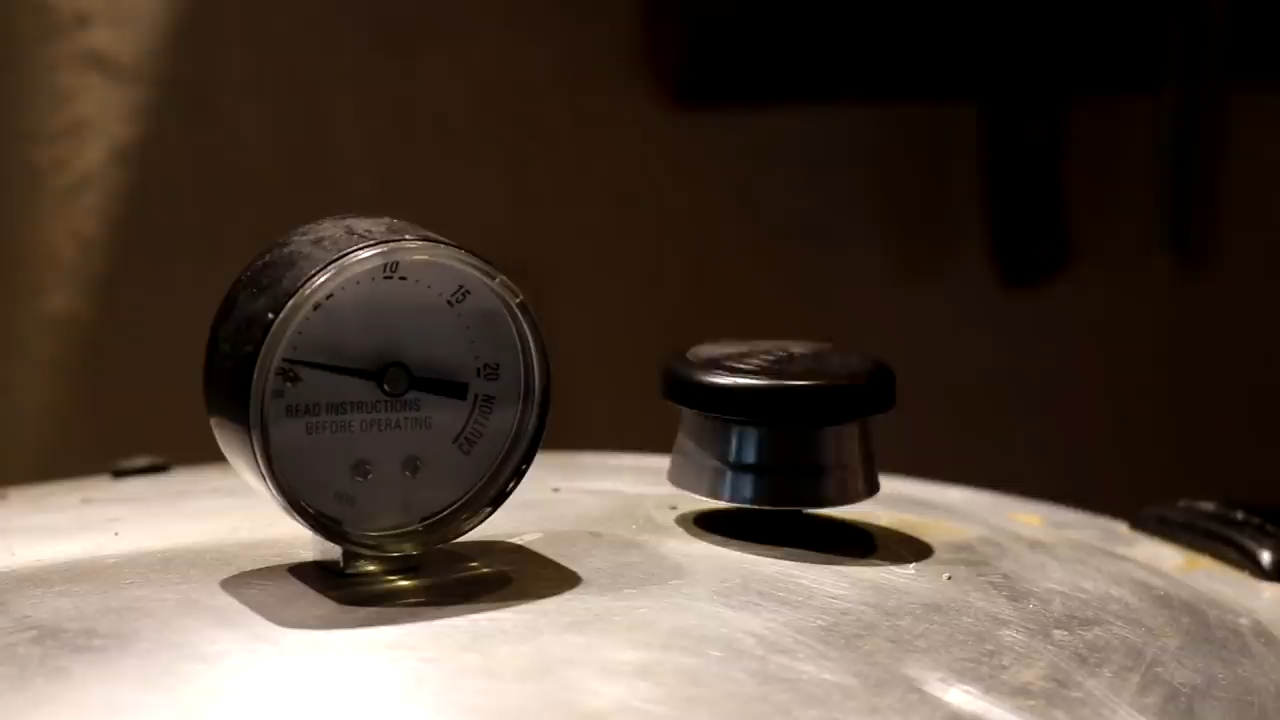 10
15
20
READ INSTRUCTIONS
BEFORE OPERATING
CAUTION